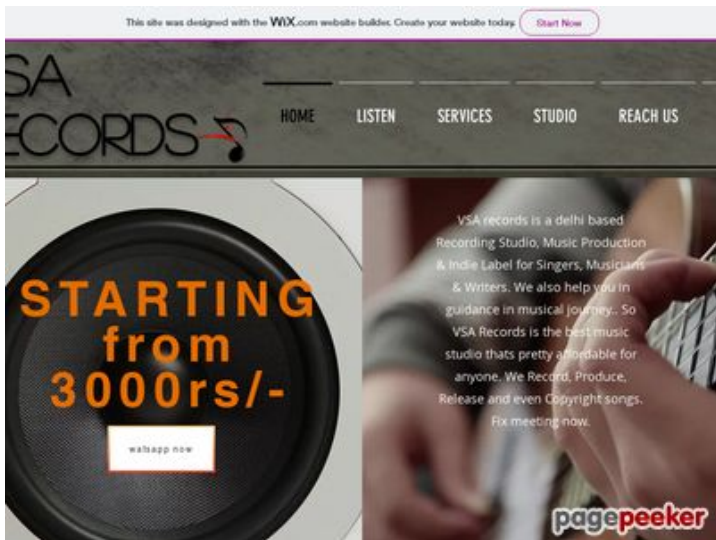 This site was designed with the WiX.com website builder. Create your website today. Start Now
SA
ECORDS
HOME LISTEN SERVICES STUDIO REACH US
STARTING
from
3000rs/-
watsapp now
VSA records is a delhi based
Recording Studio, Music Production
& Indie Label for Singers, Musicians
& Writers. We also help you in
guidance in musical journey.. So
VSA Records is the best music
studio thats pretty affordable for
anyone. We Record, Produce,
Release and even Copyright songs.
Fix meeting now.
pagepeeker